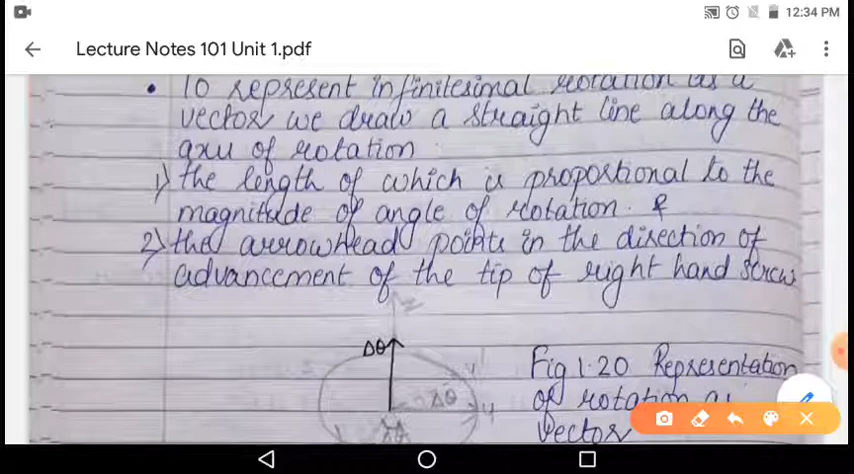 12:34 PM
Lecture Notes 101 Unit 1.pdf
• To represent infinitesimal rotation as a
vector we draw a straight line along the
axis of rotation
1) the length of which is proportional to the
magnitude of angle of rotation. &
2) the arrowhead points in the direction of
advancement of the tip of right hand screw
Δθ
Fig 1.20 Representation
Δθ
of rotation as
vector